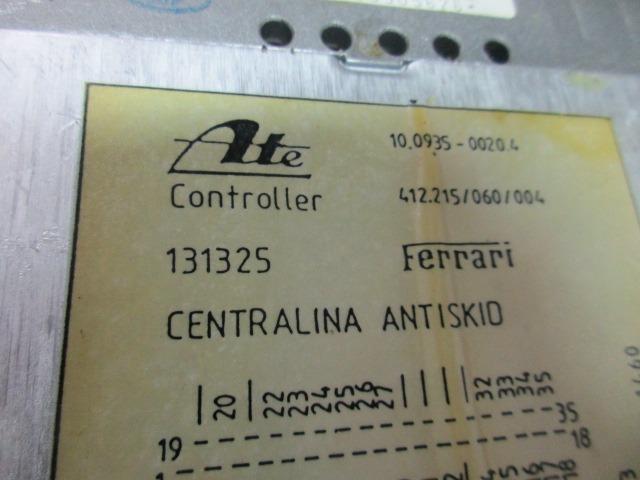 Ate
10.0935-0020.4
Controller
412.215/060/004
131325
Ferrari
CENTRALINA ANTISKID
20 22 23 24 25 26 27 32 33 34 35
19 35
18